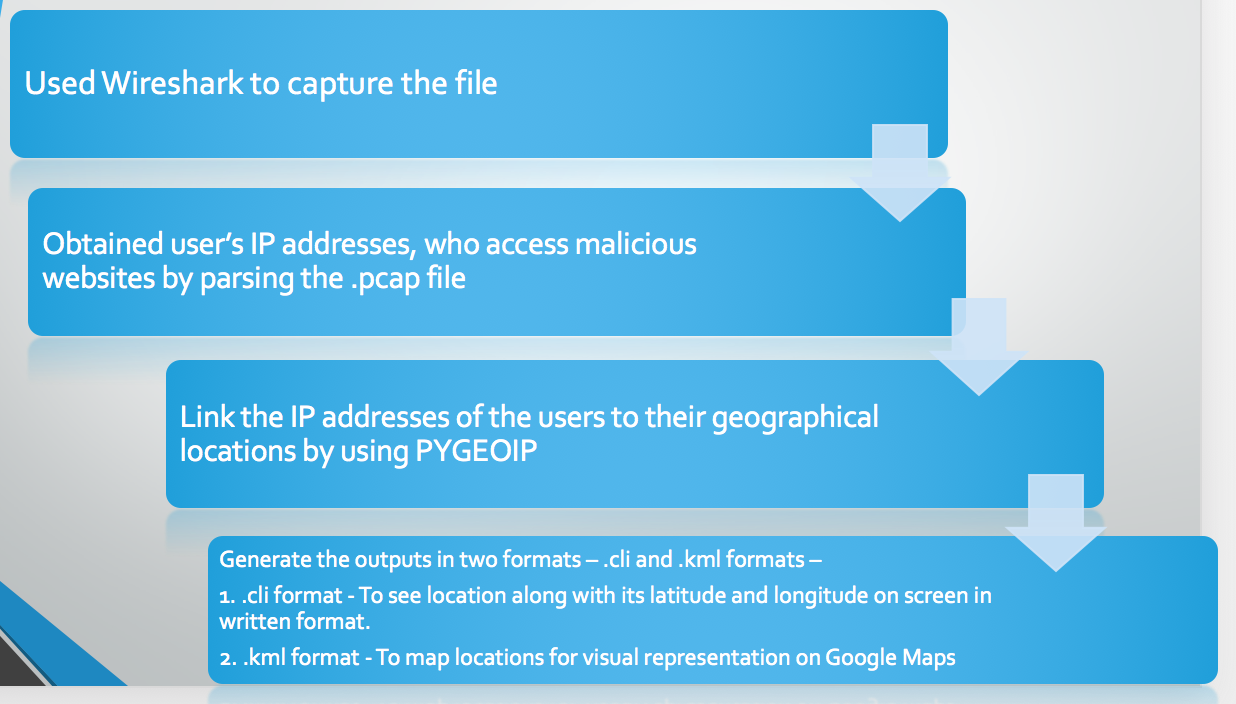 Used Wireshark to capture the file
Obtained user’s IP addresses, who access malicious
websites by parsing the .pcap file
Link the IP addresses of the users to their geographical
locations by using PYGEOIP
Generate the outputs in two formats – .cli and .kml formats –
1. .cli format - To see location along with its latitude and longitude on screen in
written format.
2. .kml format - To map locations for visual representation on Google Maps